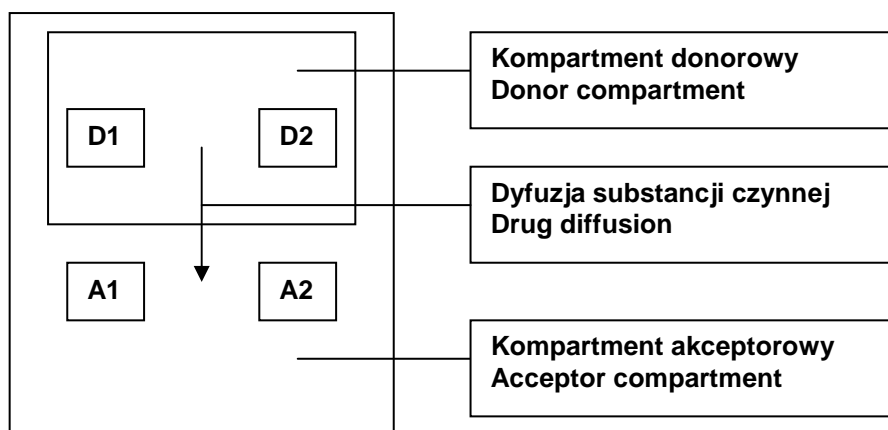 Kompartment donorowy
Donor compartment
D1 D2
Dyfuzja substancji czynnej
Drug diffusion
A1 A2
Kompartment akceptorowy
Acceptor compartment